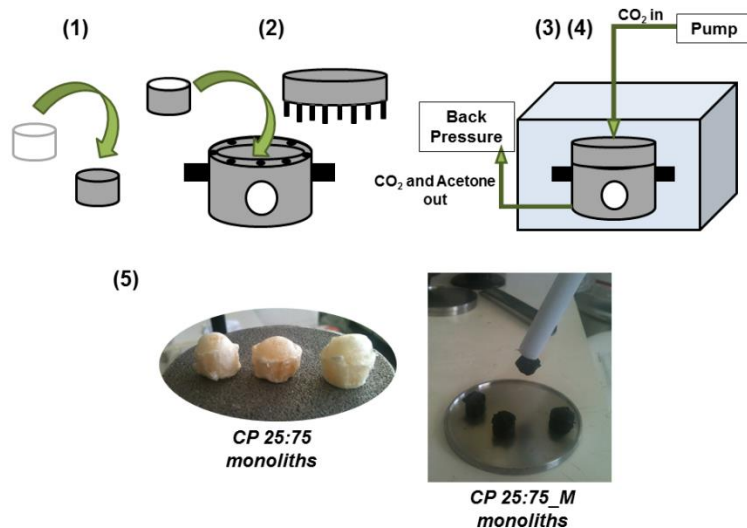 (1)
(2)
(3) (4)
CO2 in
Pump
Back
Pressure
CO2 and Acetone
out
(5)
CP 25:75
monoliths
CP 25:75_M
monoliths